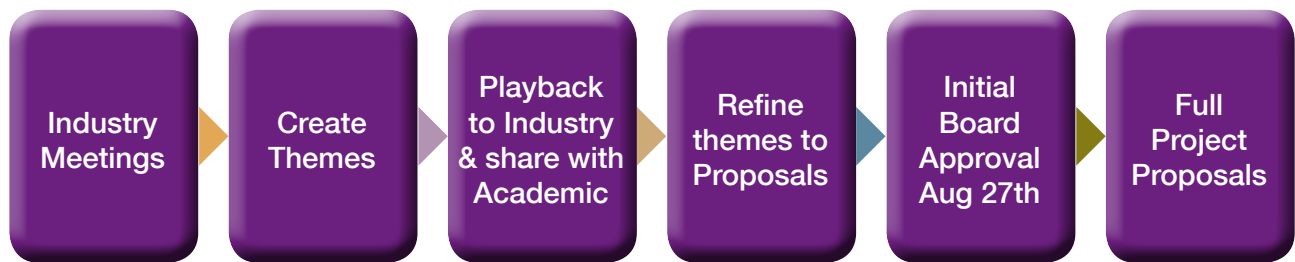 Industry
Meetings
Create
Themes
Playback
to Industry
& share with
Academic
Refine
themes to
Proposals
Initial
Board
Approval
Aug 27th
Full
Project
Proposals